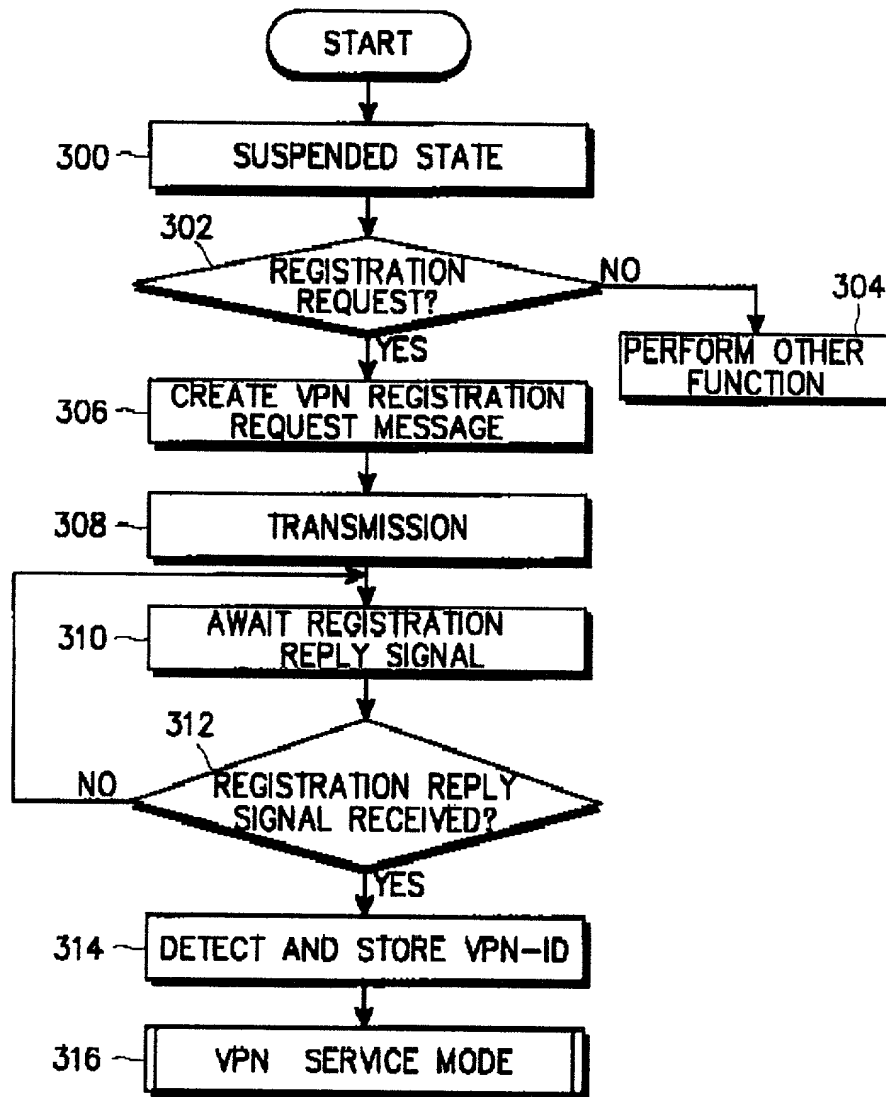 START
300
SUSPENDED STATE
302
REGISTRATION
REQUEST?
NO
304
PERFORM OTHER
FUNCTION
YES
306
CREATE VPN REGISTRATION
REQUEST MESSAGE
308
TRANSMISSION
310
AWAIT REGISTRATION
REPLY SIGNAL
312
NO
REGISTRATION REPLY
SIGNAL RECEIVED?
YES
314
DETECT AND STORE VPN-ID
316
VPN SERVICE MODE